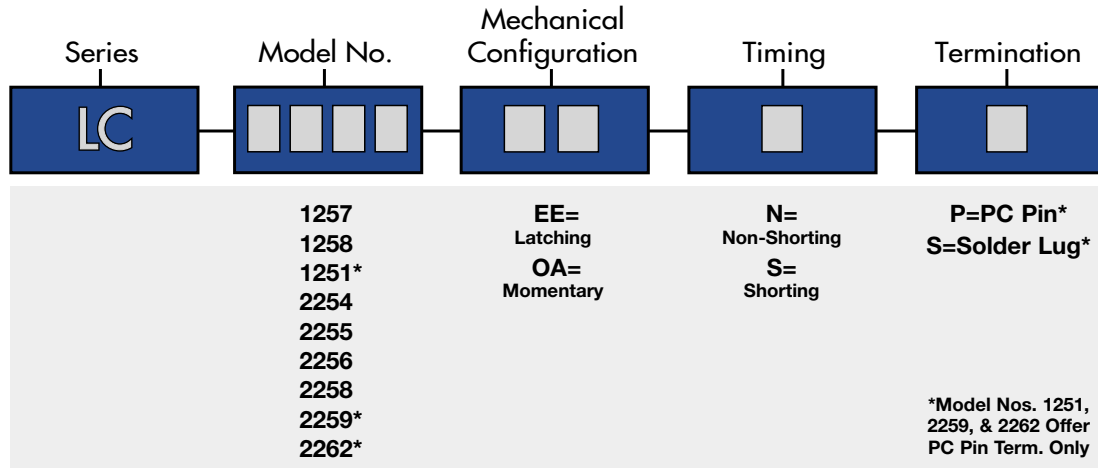 Series
Model No.
Mechanical
Configuration
Timing
Termination
LC
1257
1258
1251*
2254
2255
2256
2258
2259*
2262*
EE=
Latching
OA=
Momentary
N=
Non-Shorting
S=
Shorting
P=PC Pin*
S=Solder Lug*
*Model Nos. 1251,
2259, & 2262 Offer
PC Pin Term. Only